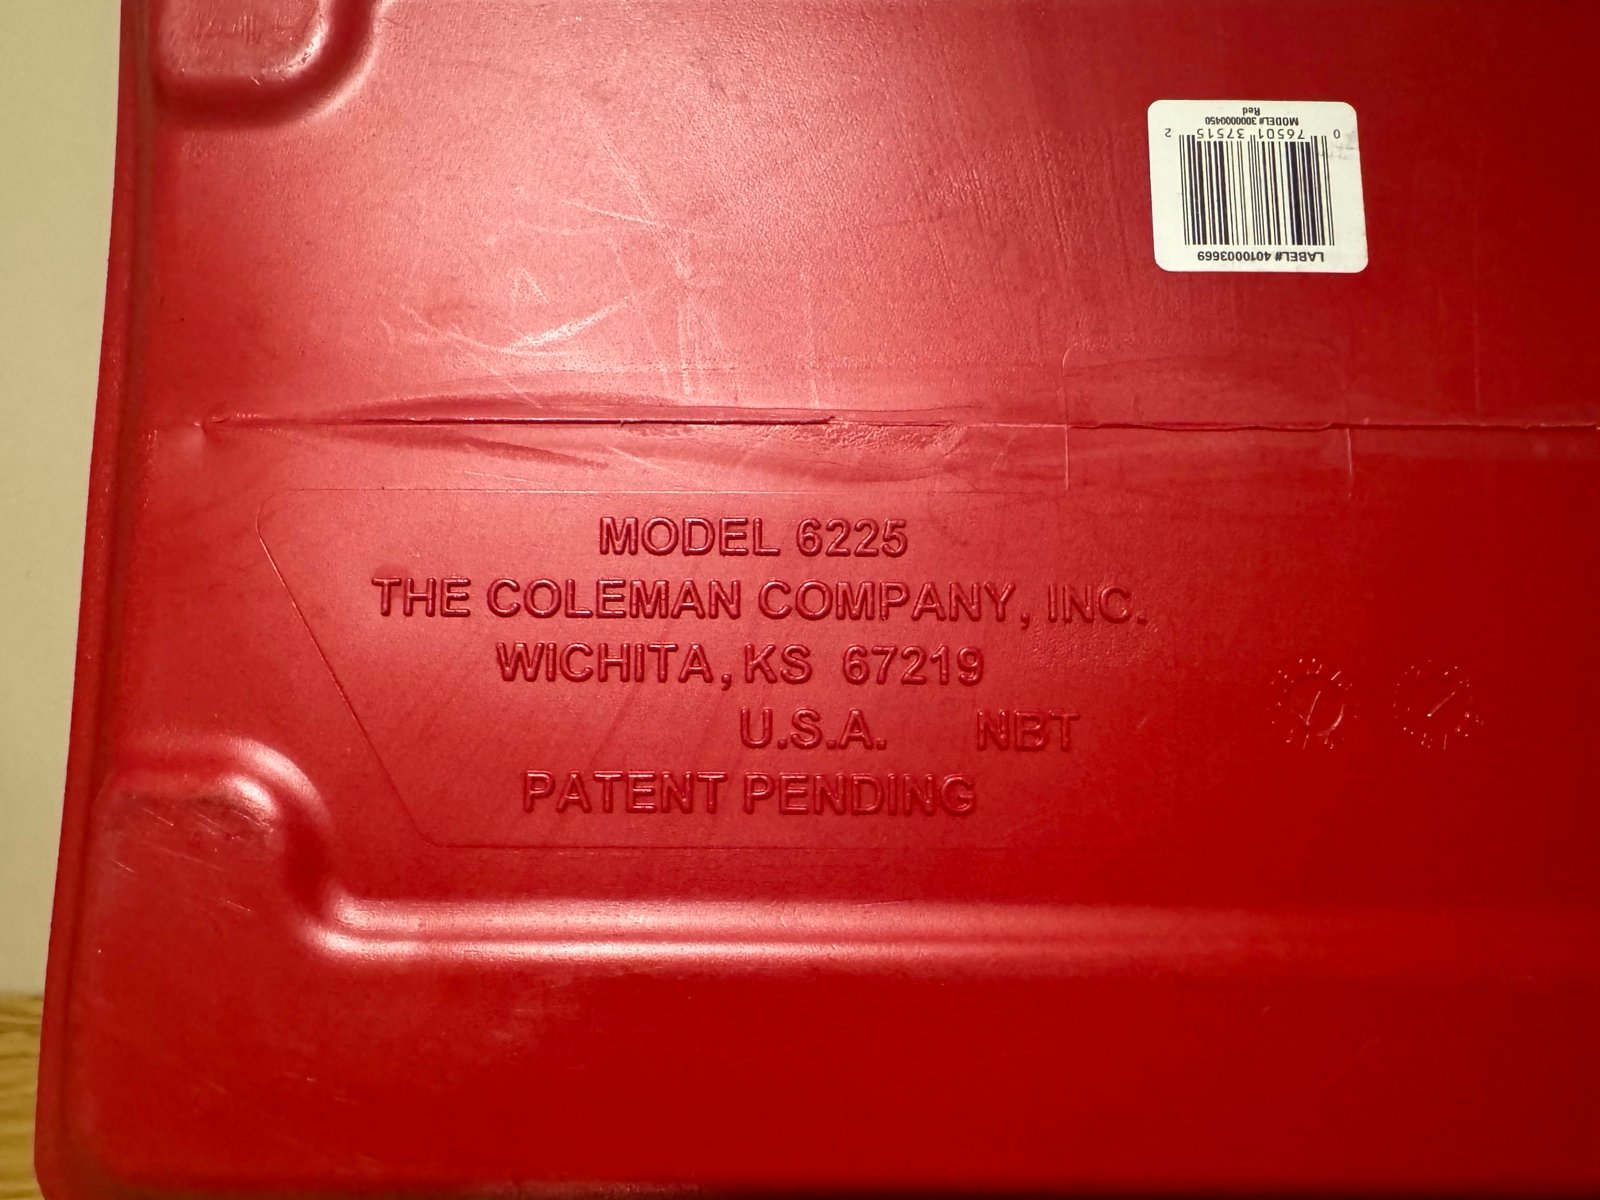 MODEL 6225
THE COLEMAN COMPANY, INC.
WICHITA, KS 67219
U.S.A. NBT
PATENT PENDING
LABEL# 4010003669
0 76501 37515 2
MODEL# 3000000450
Red